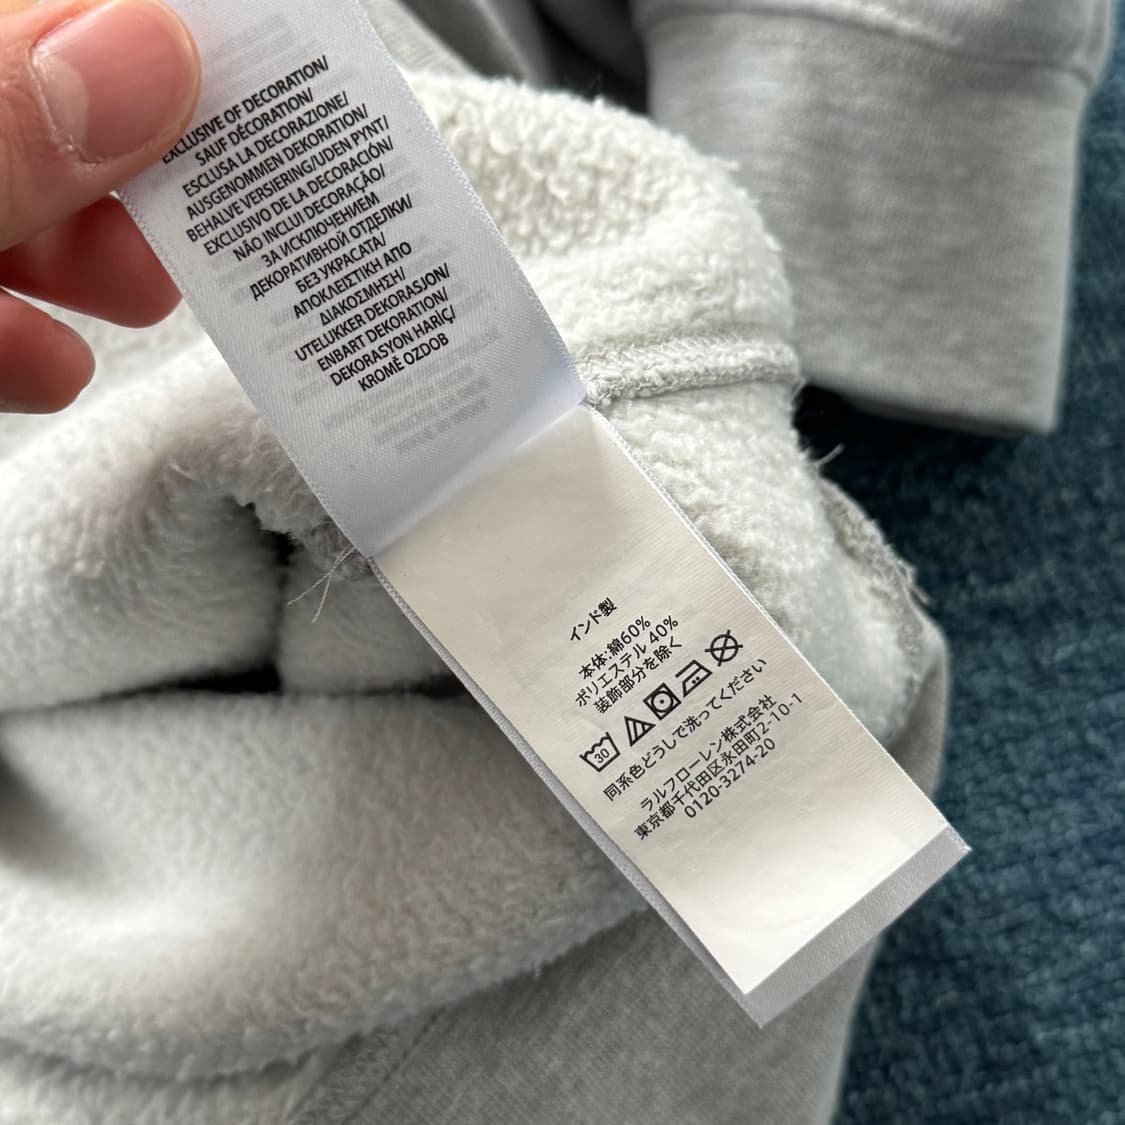 EXCLUSIVE OF DECORATION/
SAUF DÉCORATION/
ESCLUSA LA DECORAZIONE/
AUSGENOMMEN DEKORATION/
BEHALVE VERSIERING/UDEN PYNT/
EXCLUSIVO DE LA DECORACIÓN/
NÃO INCLUI DECORAÇÃO/
ЗА ИСКЛЮЧЕНИЕМ
ДЕКОРАТИВНОЙ ОТДЕЛКИ/
БЕЗ УКРАСАТА/
ΑΠΟΚΛΕΙΣΤΙΚΗ ΑΠΟ
ΔΙΑΚΟΣΜΗΣΗ/
UTELUKKER DEKORASJON/
ENBART DEKORATION/
DEKORASYON HARİÇ/
KROMĚ OZDOB
インド製
本体:綿60%
ポリエステル 40%
装飾部分を除く
30
同系色どうしで洗ってください
ラルフローレン株式会社
東京都千代田区永田町2-10-1
0120-3274-20